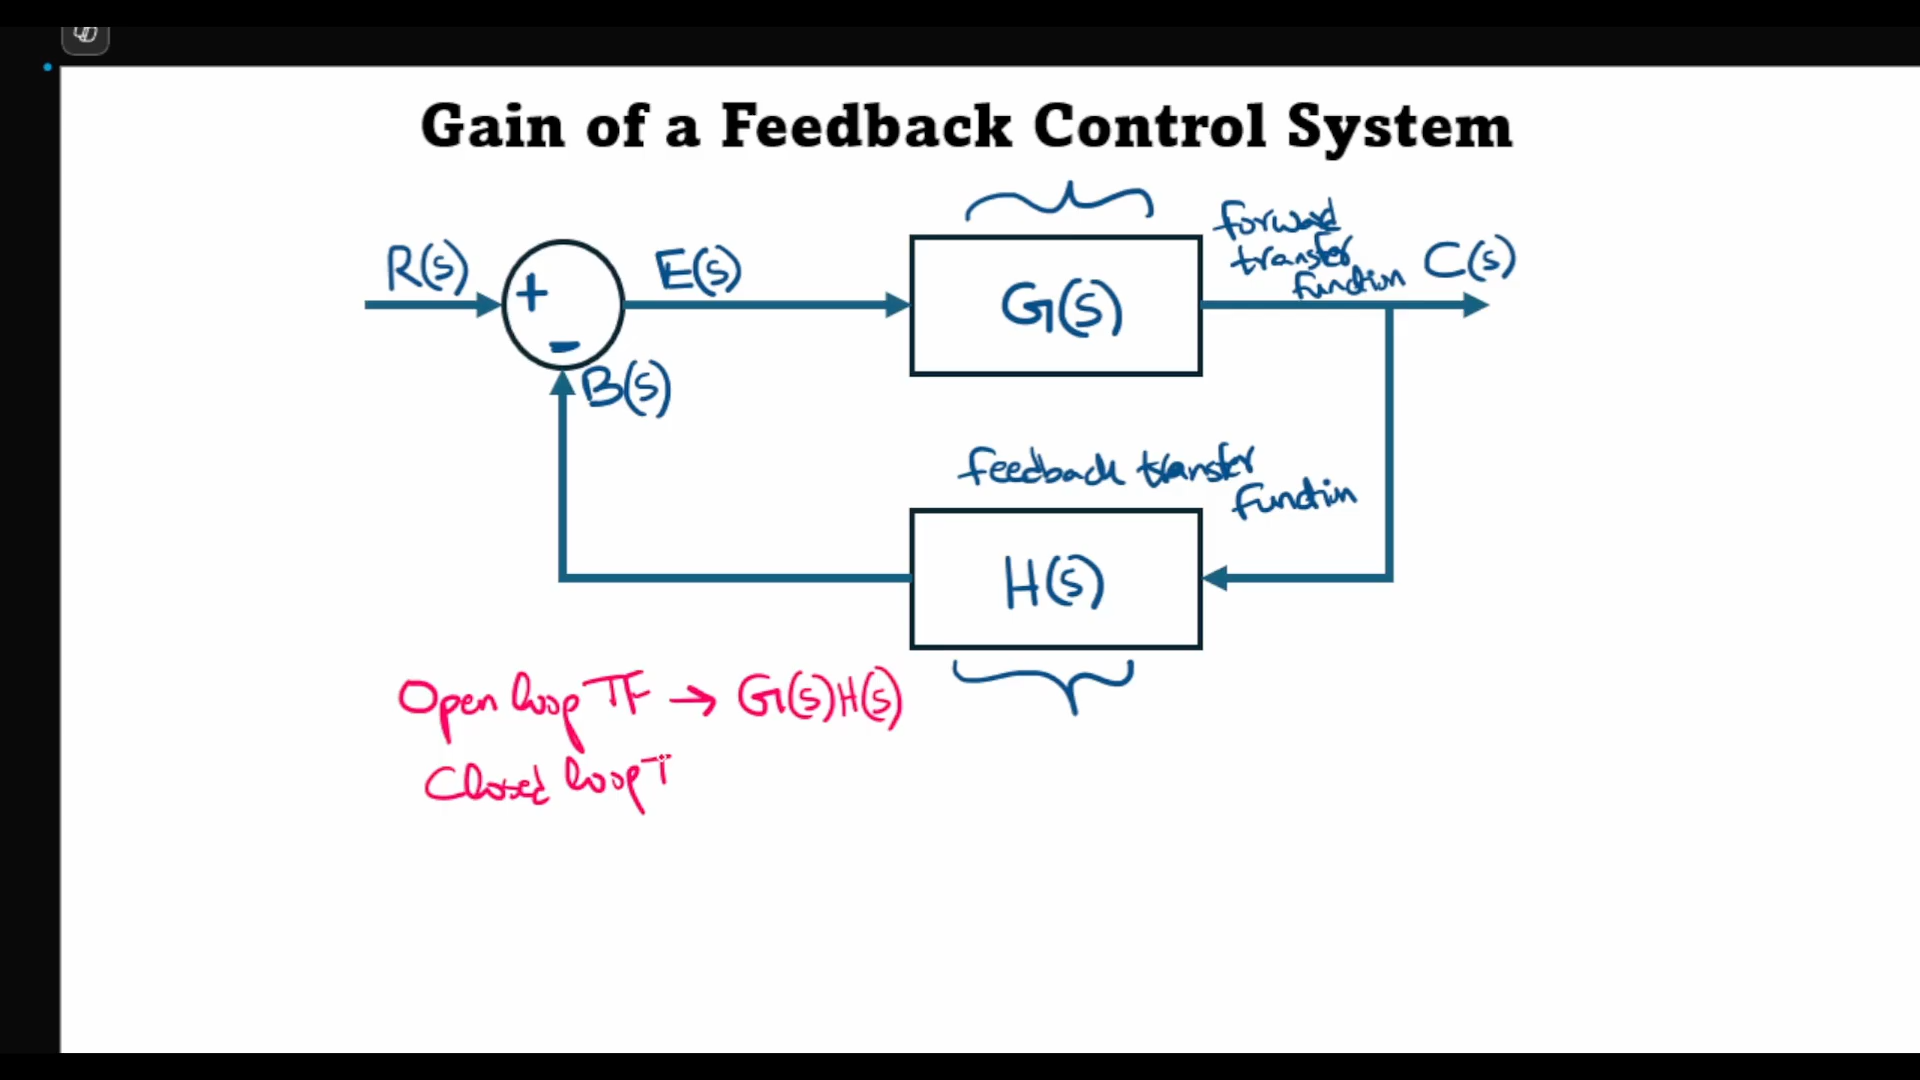 Gain of a Feedback Control System
forward
transfer
function
R(s)
+
E(s)
G(s)
C(s)
-
B(s)
feedback transfer
function
H(s)
Open loop TF → G(s)H(s)
Closed loop T